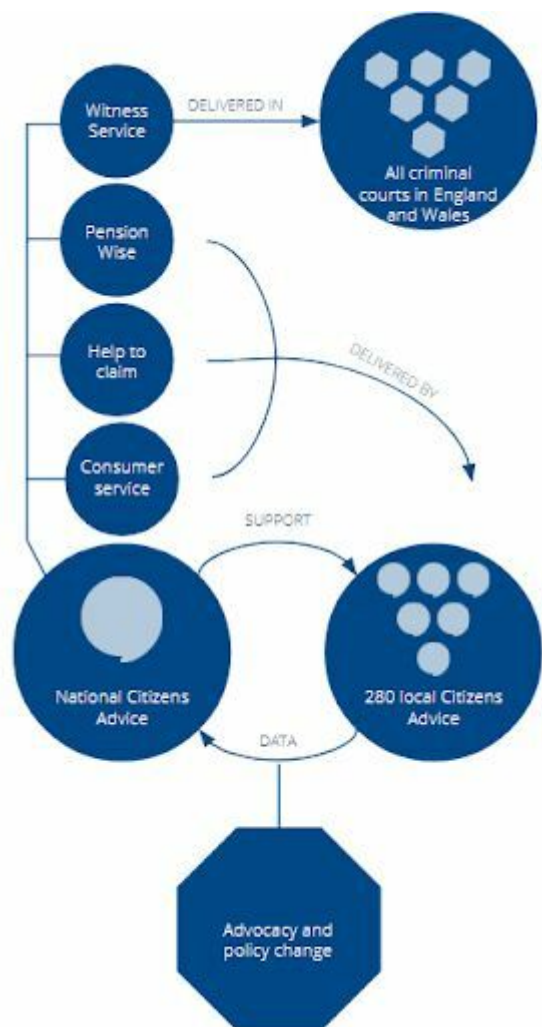 Witness
Service
DELIVERED IN
All criminal
courts in England
and Wales
Pension
Wise
Help to
claim
DELIVERED BY
Consumer
service
SUPPORT
National Citizens
Advice
280 local Citizens
Advice
DATA
Advocacy and
policy change